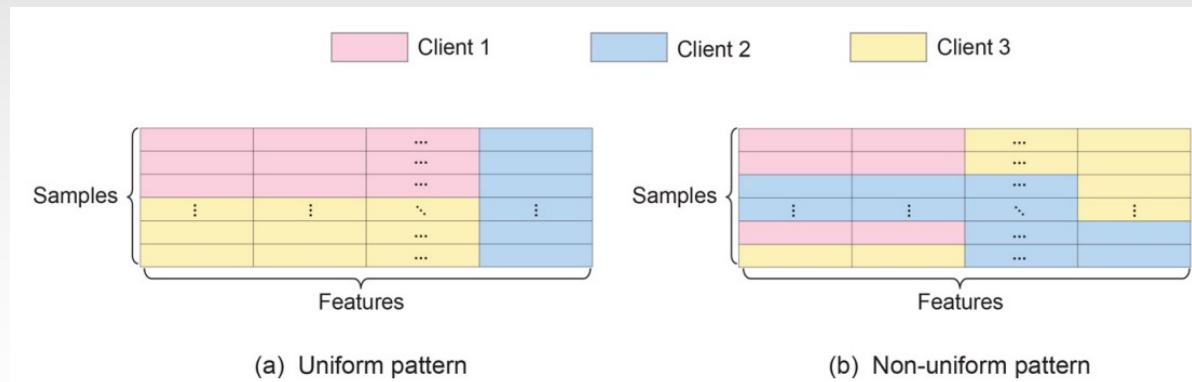 Client 1 Client 2 Client 3
Samples
... 
...
...
⋮ ⋮ ⋱ ⋮
...
...
Features
(a) Uniform pattern
Samples
...
...
...
⋮ ⋮ ⋱ ⋮
...
...
Features
(b) Non-uniform pattern